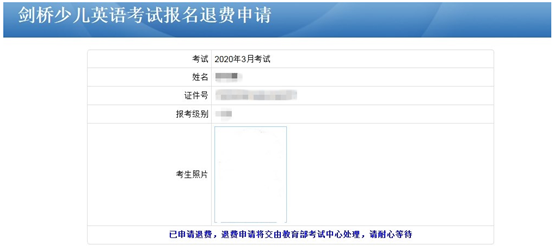 剑桥少儿英语考试报名退费申请
考试 2020年3月考试
姓名
证件号
报考级别
考生照片
已申请退费，退费申请将交由教育部考试中心处理，请耐心等待